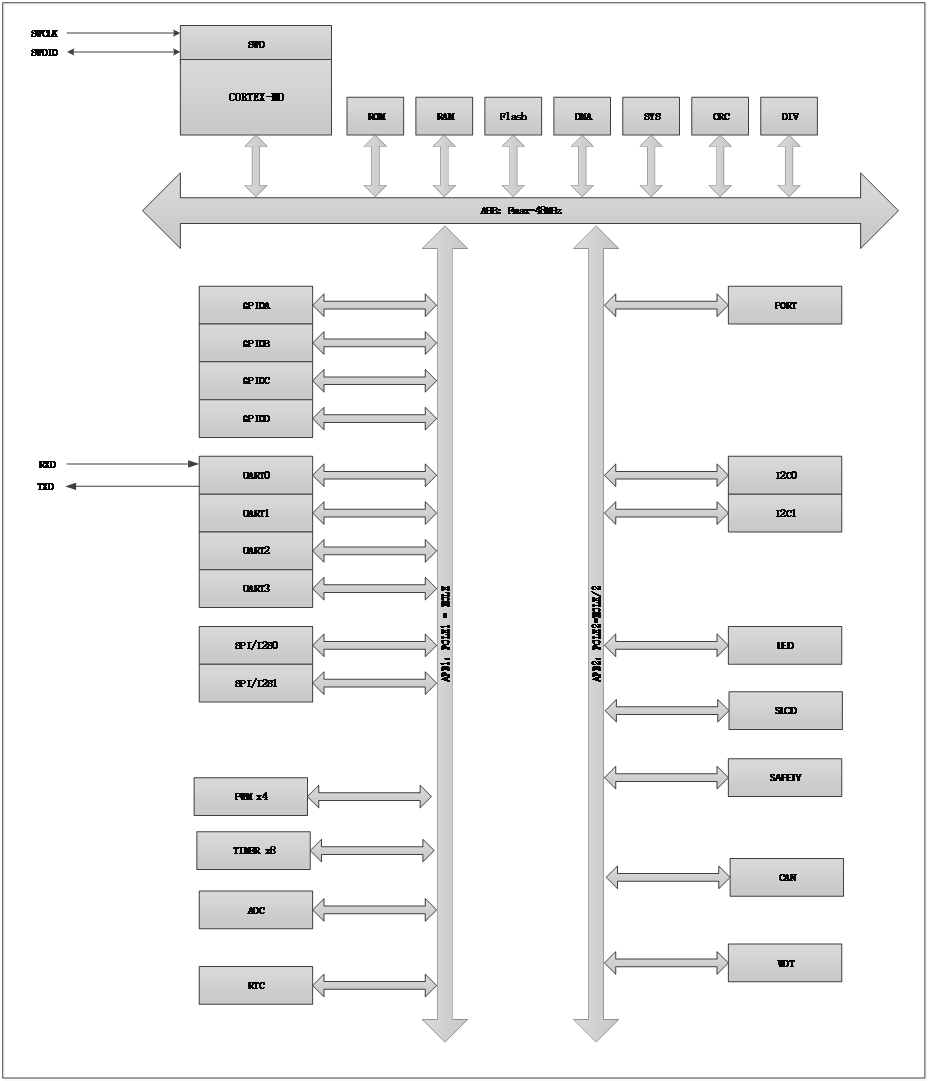 SWCLK
SWDIO
SWD
CORTEX-M0
ROM
RAM
Flash
DMA
SYS
CRC
DIV
AHB: Fmax-48MHz
GPIOA
GPIOB
GPIOC
GPIOD
PORT
RXD
TXD
UART0
UART1
UART2
UART3
I2C0
I2C1
APB1: PCLK1 = HCLK
APB2: PCLK2=HCLK/2
SPI/I2S0
SPI/I2S1
LED
SLCD
SAFETY
PWM x4
TIMER x8
CAN
ADC
WDT
RTC